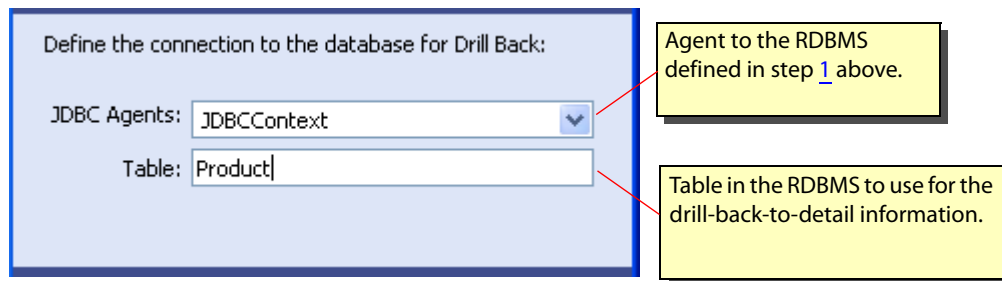 Define the connection to the database for Drill Back:
JDBC Agents: JDBCContext
Table: Product
Agent to the RDBMS
defined in step 1 above.
Table in the RDBMS to use for the
drill-back-to-detail information.